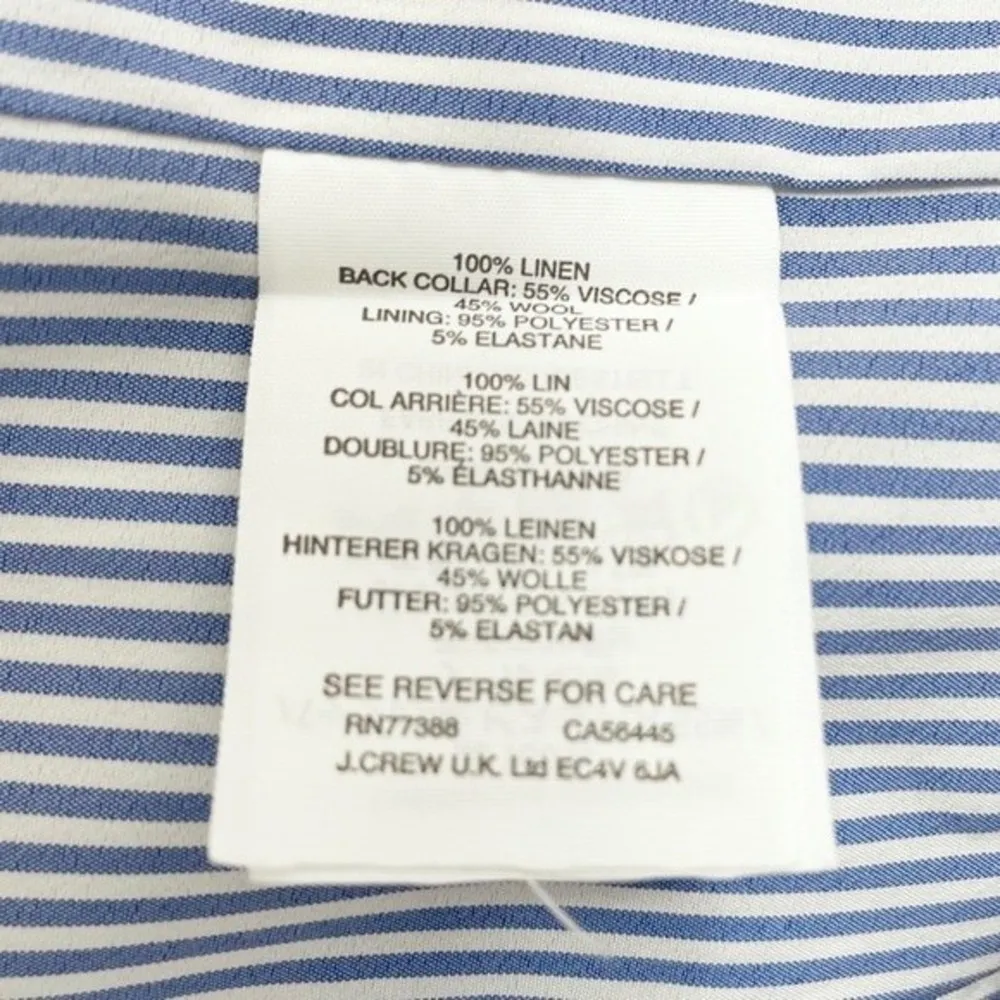 100% LINEN
BACK COLLAR: 55% VISCOSE /
45% WOOL
LINING: 95% POLYESTER /
5% ELASTANE
100% LIN
COL ARRIÈRE: 55% VISCOSE /
45% LAINE
DOUBLURE: 95% POLYESTER /
5% ÉLASTHANNE
100% LEINEN
HINTERER KRAGEN: 55% VISKOSE /
45% WOLLE
FUTTER: 95% POLYESTER /
5% ELASTAN
SEE REVERSE FOR CARE
RN77388 CA56445
J.CREW U.K. Ltd EC4V 6JA